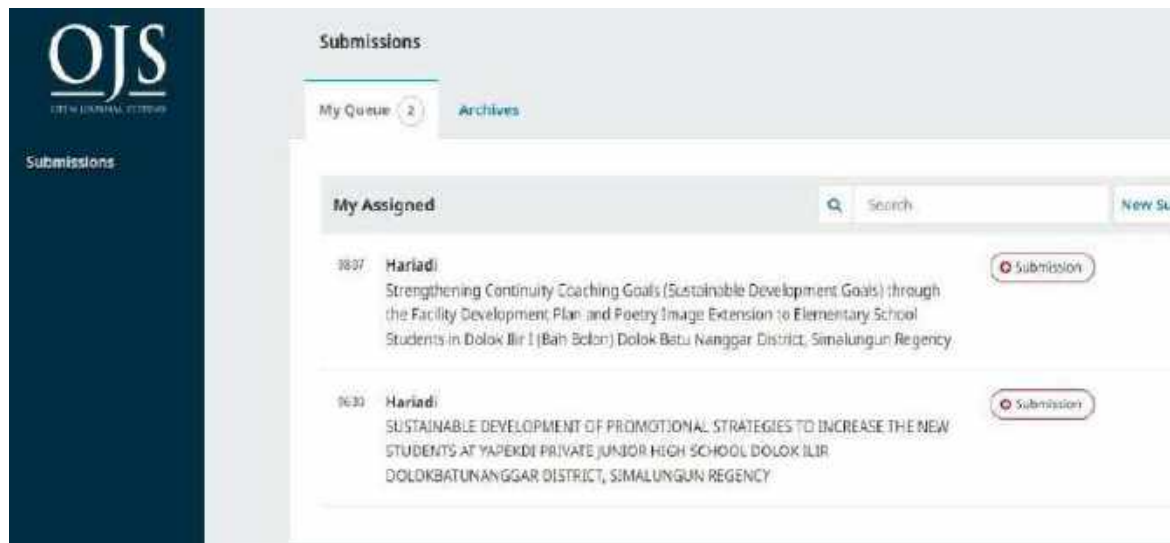 OJS
Submissions
Submissions
My Queue 2
Archives
My Assigned
Search
New Su
Hariadi
Strengthening Continuity Coaching Goals (Sustainable Development Goals) through
the Facility Development Plan and Poetry Image Extension to Elementary School
Students in Dolok Ilir I (Bah Bolon) Dolok Batu Nanggar District, Simalungun Regency
Submission
Hariadi
SUSTAINABLE DEVELOPMENT OF PROMOTIONAL STRATEGIES TO INCREASE THE NEW
STUDENTS AT YAPEKDI PRIVATE JUNIOR HIGH SCHOOL DOLOK ILIR
DOLOKBATUNANGGAR DISTRICT, SIMALUNGUN REGENCY
Submission